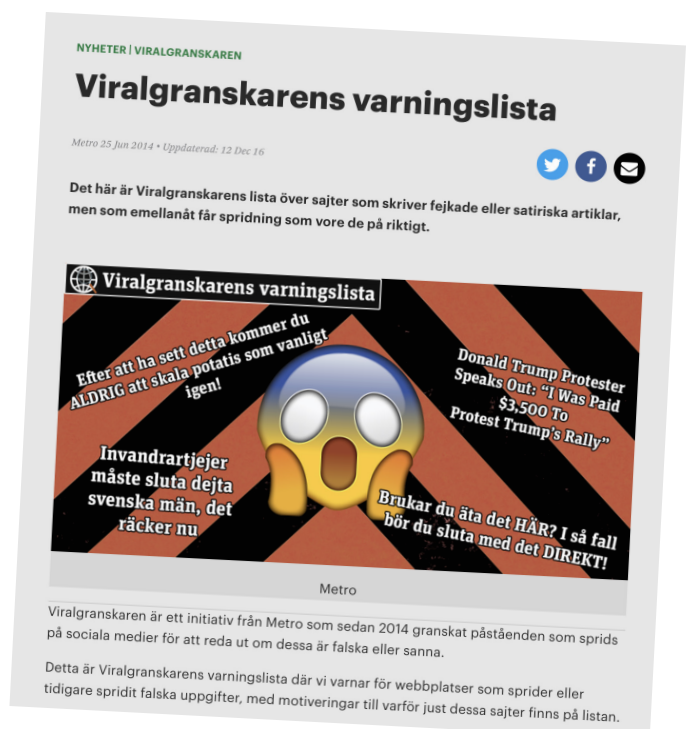 NYHETER | VIRALGRANSKAREN
Viralgranskarens varningslista
Metro 25 Jun 2014 • Uppdaterad: 12 Dec 16
Det här är Viralgranskarens lista över sajter som skriver fejkade eller satiriska artiklar,
men som emellanåt får spridning som vore de på riktigt.
Viralgranskarens varningslista
Efter att ha sett detta kommer du
ALDRIG att skala potatis som vanligt
igen!
Donald Trump Protester
Speaks Out: “I Was Paid
$3,500 To
Protest Trump’s Rally”
Invandrartjejer
måste sluta dejta
svenska män, det
räcker nu
Brukar du äta det HÄR? I så fall
bör du sluta med det DIREKT!
Metro
Viralgranskaren är ett initiativ från Metro som sedan 2014 granskat påståenden som sprids
på sociala medier för att reda ut om dessa är falska eller sanna.
Detta är Viralgranskarens varningslista där vi varnar för webbplatser som sprider eller
tidigare spridit falska uppgifter, med motiveringar till varför just dessa sajter finns på listan.